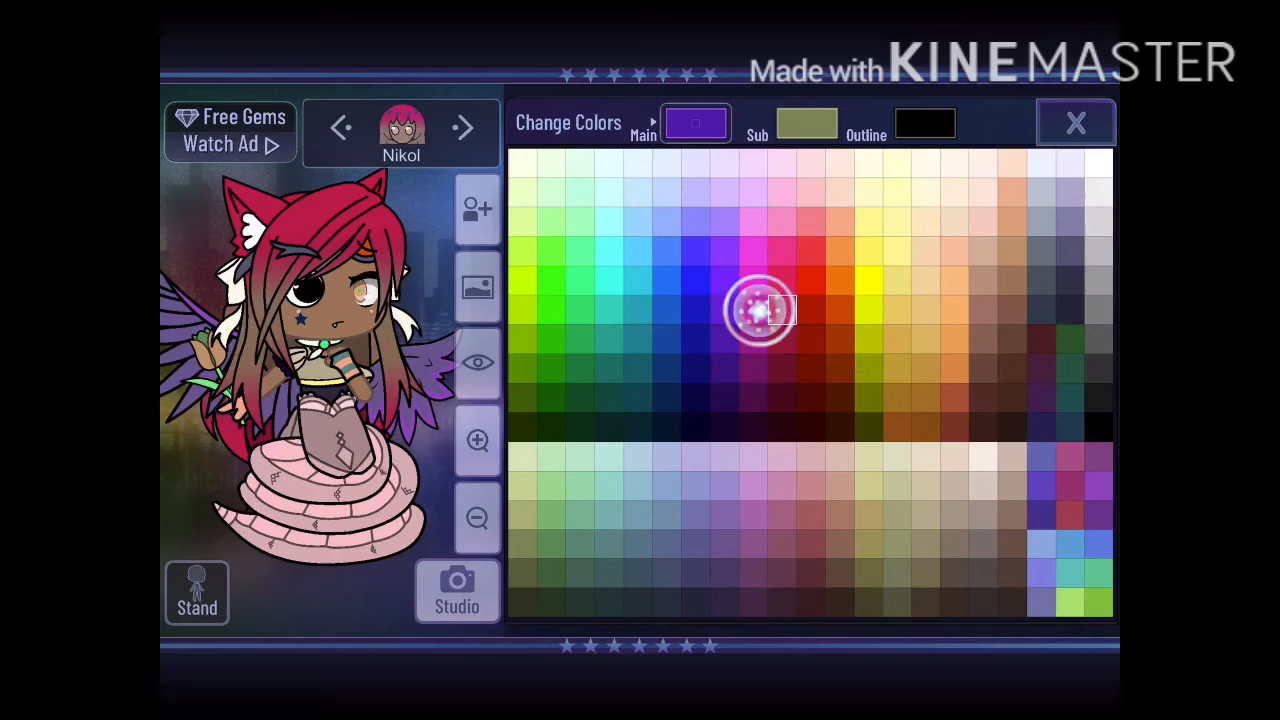 Made with KINEMASTER
Free Gems
Watch Ad
Nikol
Change Colors
Main
Sub
Outline
X
Stand
Studio